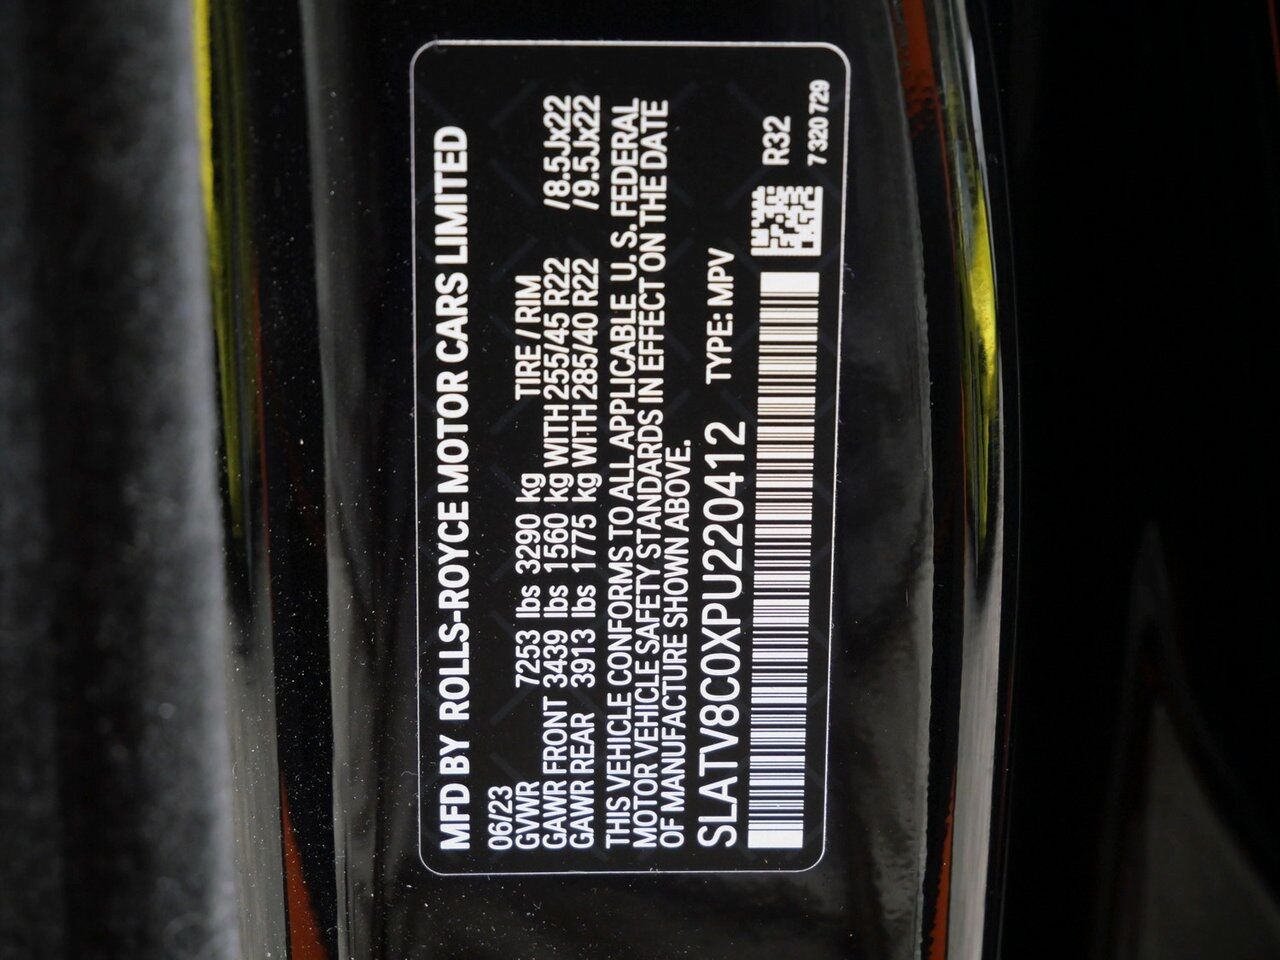 MFD BY ROLLS-ROYCE MOTOR CARS LIMITED
06/23
GVWR 7253 lbs 3290 kg TIRE / RIM
GAWR FRONT 3439 lbs 1560 kg WITH 255/45 R22 /8.5Jx22
GAWR REAR 3913 lbs 1775 kg WITH 285/40 R22 /9.5Jx22
THIS VEHICLE CONFORMS TO ALL APPLICABLE U. S. FEDERAL
MOTOR VEHICLE SAFETY STANDARDS IN EFFECT ON THE DATE
OF MANUFACTURE SHOWN ABOVE.
SLATV8C0XPU220412 TYPE: MPV
R32
7 320 729